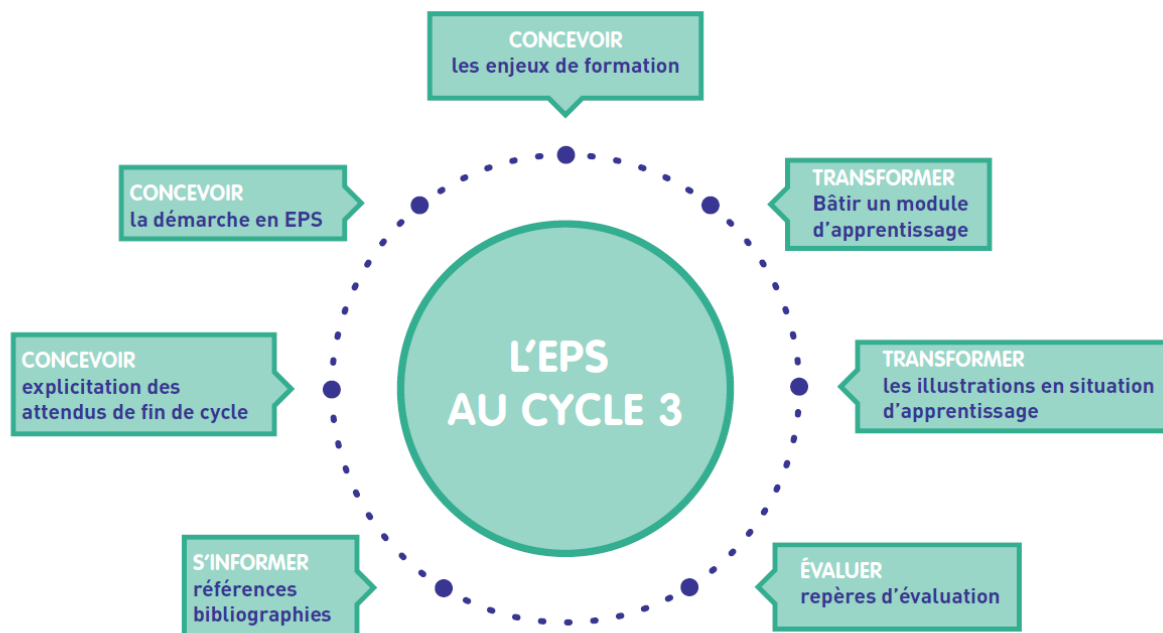 CONCEVOIR
les enjeux de formation
CONCEVOIR
la démarche en EPS
TRANSFORMER
Bâtir un module
d'apprentissage
CONCEVOIR
explicitation des
attendus de fin de cycle
L'EPS
AU CYCLE 3
TRANSFORMER
les illustrations en situation
d'apprentissage
S'INFORMER
références
bibliographies
ÉVALUER
repères d'évaluation